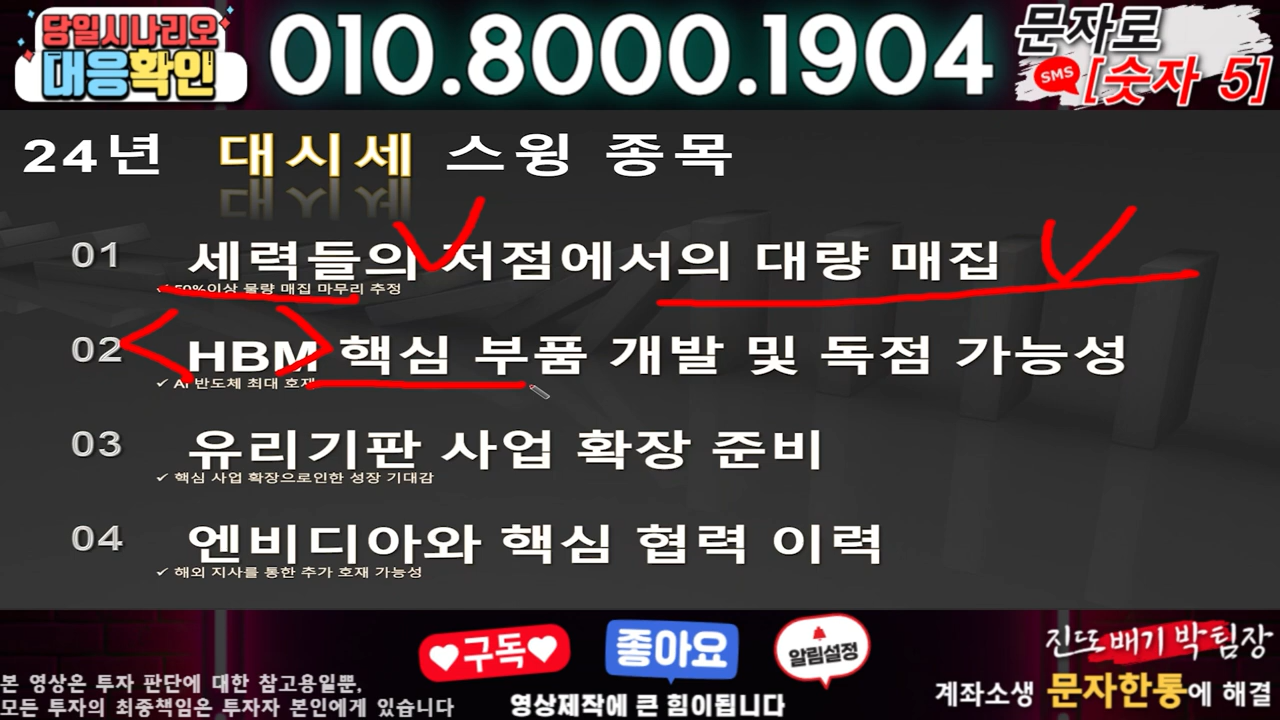 당일시나리오
대응확인
010.8000.1904
문자로
SMS [숫자 5]
24년 대시세 스윙 종목
01 세력들의 저점에서의 대량 매집
✓ 50%이상 물량 매집 마무리 추정
02 HBM 핵심 부품 개발 및 독점 가능성
✓ AI 반도체 최대 호재
03 유리기판 사업 확장 준비
✓ 핵심 사업 확장으로인한 성장 기대감
04 엔비디아와 핵심 협력 이력
✓ 해외 지사를 통한 추가 호재 가능성
본 영상은 투자 판단에 대한 참고용일뿐,
모든 투자의 최종책임은 투자자 본인에게 있습니다
구독
좋아요
알림설정
영상제작에 큰 힘이됩니다
진또배기 박팀장
계좌소생 문자한통에 해결